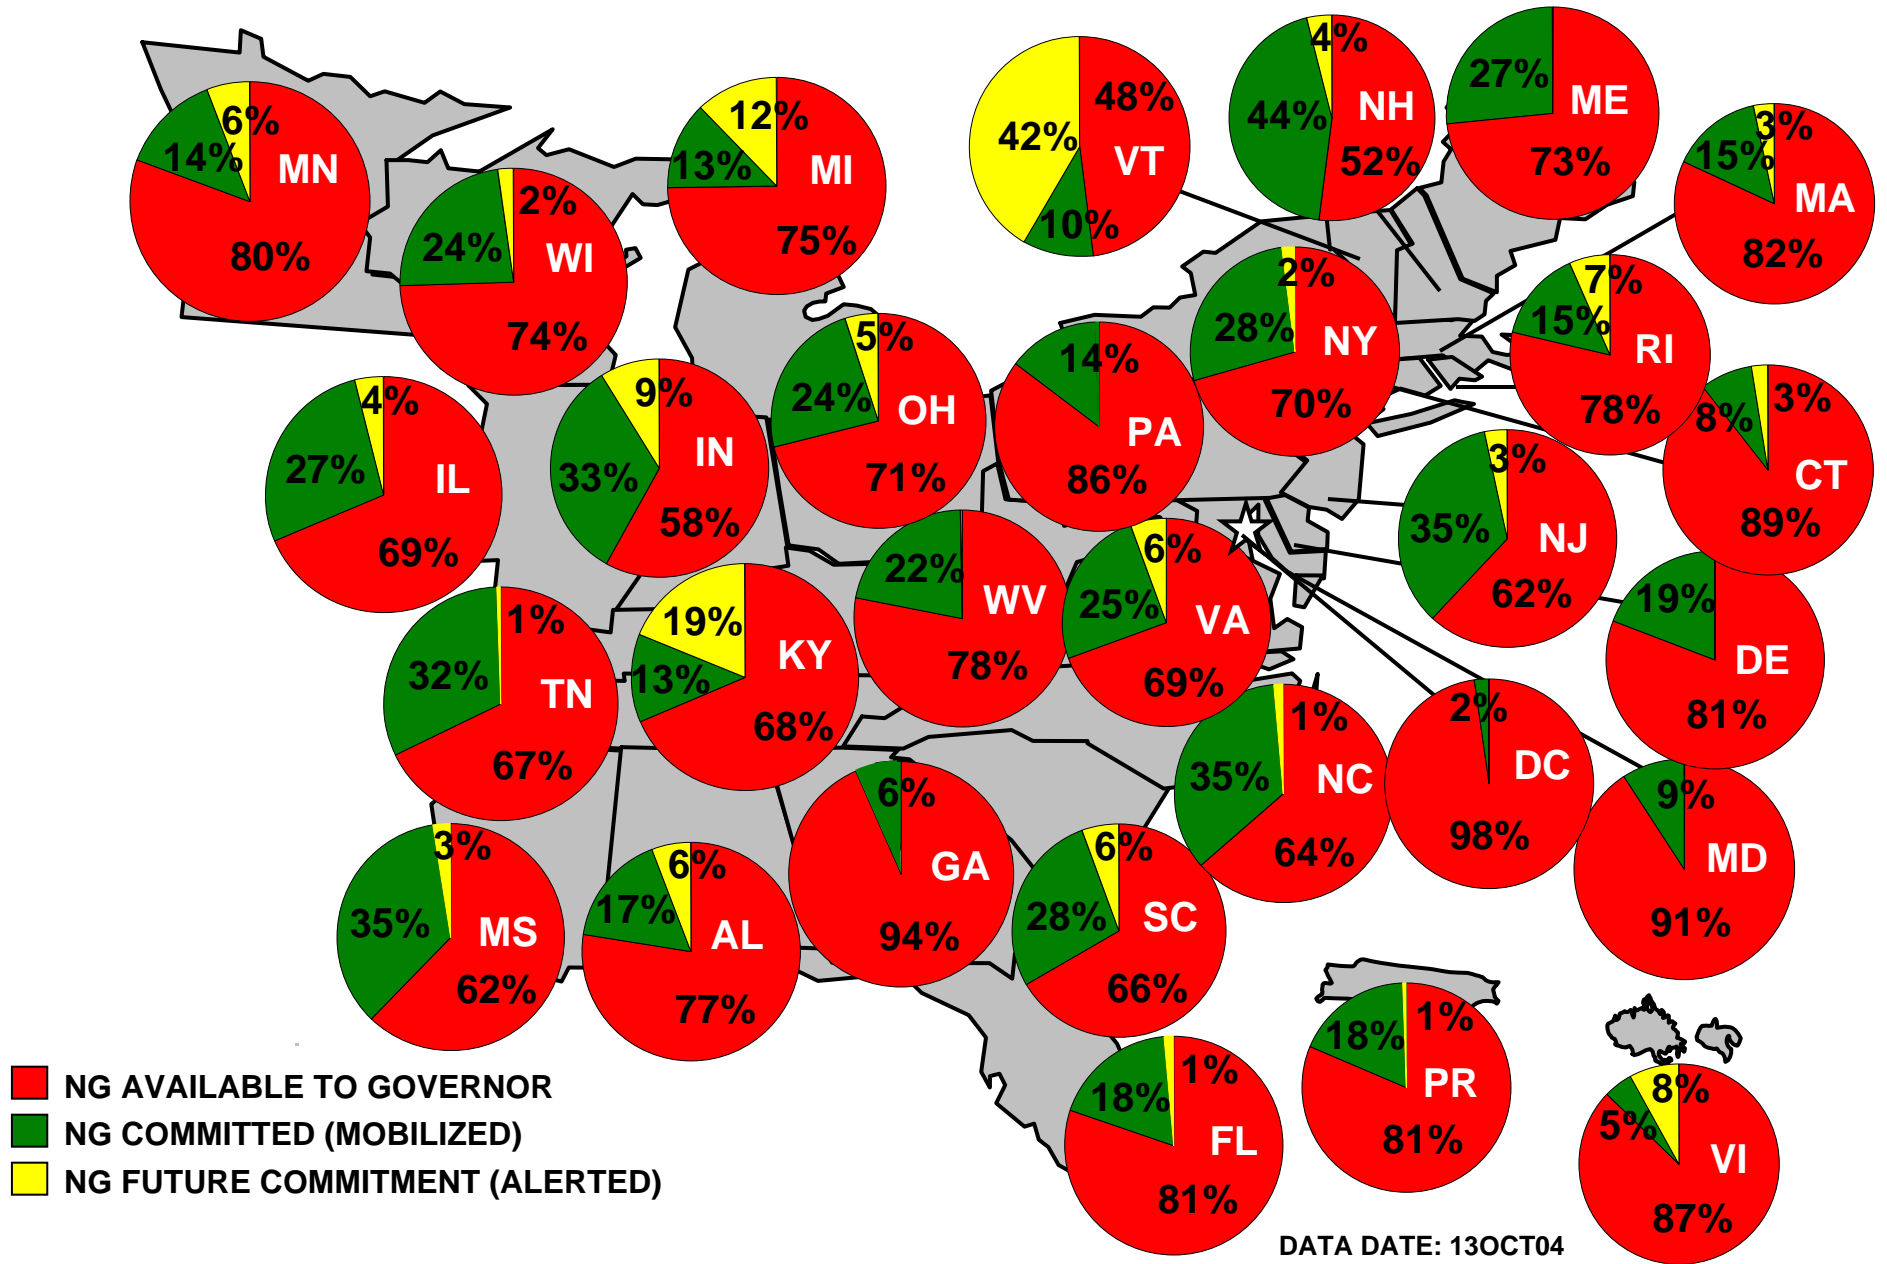 6%
14%
MN
80%
2%
24%
WI
74%
12%
13%
MI
75%
42%
48%
VT
10%
4%
44%
NH
52%
27%
ME
73%
3%
15%
MA
82%
2%
28%
NY
70%
7%
15%
RI
78%
8%
3%
CT
89%
4%
27%
IL
69%
9%
33%
IN
58%
5%
24%
OH
71%
14%
PA
86%
3%
35%
NJ
62%
19%
DE
81%
1%
32%
TN
67%
19%
13%
KY
68%
22%
WV
78%
6%
25%
VA
69%
1%
35%
NC
64%
2%
DC
98%
9%
MD
91%
3%
35%
MS
62%
6%
17%
AL
77%
6%
GA
94%
6%
28%
SC
66%
1%
18%
FL
81%
1%
18%
PR
81%
8%
5%
VI
87%
NG AVAILABLE TO GOVERNOR
NG COMMITTED (MOBILIZED)
NG FUTURE COMMITMENT (ALERTED)
DATA DATE: 13OCT04